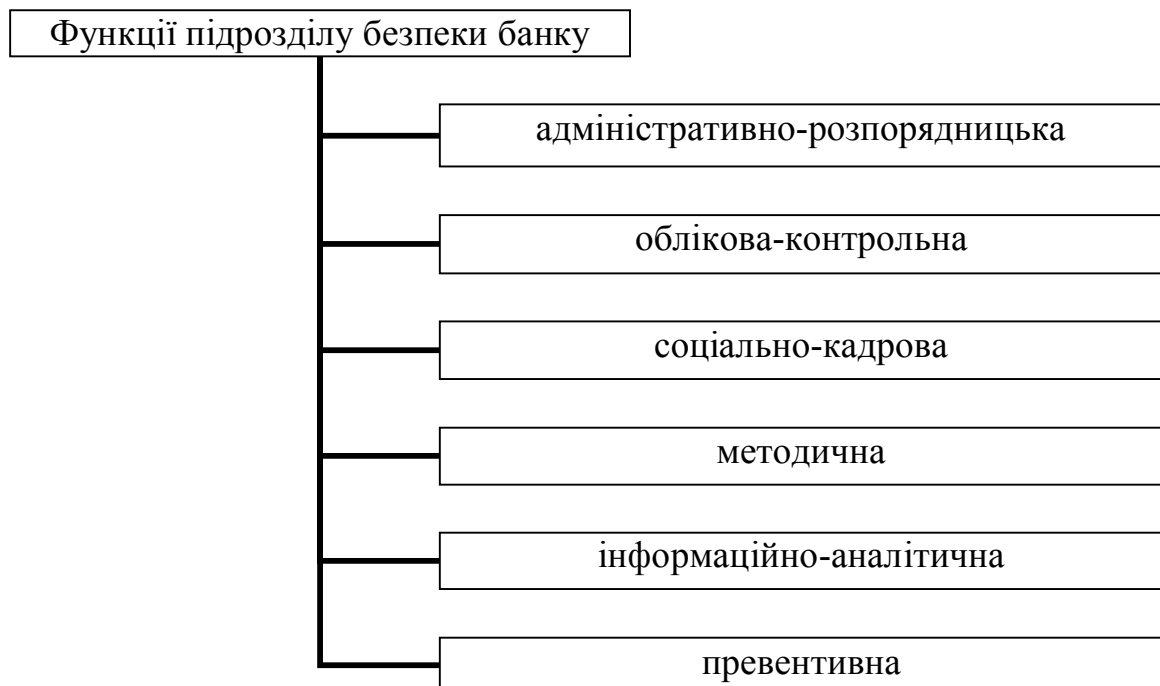 Функції підрозділу безпеки банку
адміністративно-розпорядницька
облікова-контрольна
соціально-кадрова
методична
інформаційно-аналітична
превентивна